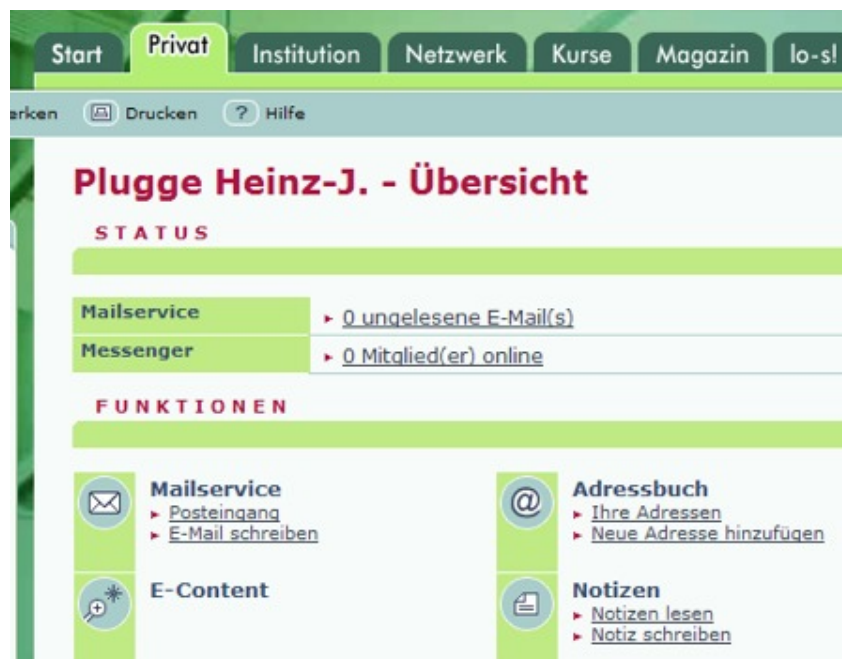 Start Privat Institution Netzwerk Kurse Magazin lo-s!
erken Drucken ? Hilfe
Plugge Heinz-J. - Übersicht
STATUS
Mailservice 0 ungelesene E-Mail(s)
Messenger 0 Mitglied(er) online
FUNKTIONEN
Mailservice
Posteingang
E-Mail schreiben
@ Adressbuch
Ihre Adressen
Neue Adresse hinzufügen
E-Content
Notizen
Notizen lesen
Notiz schreiben